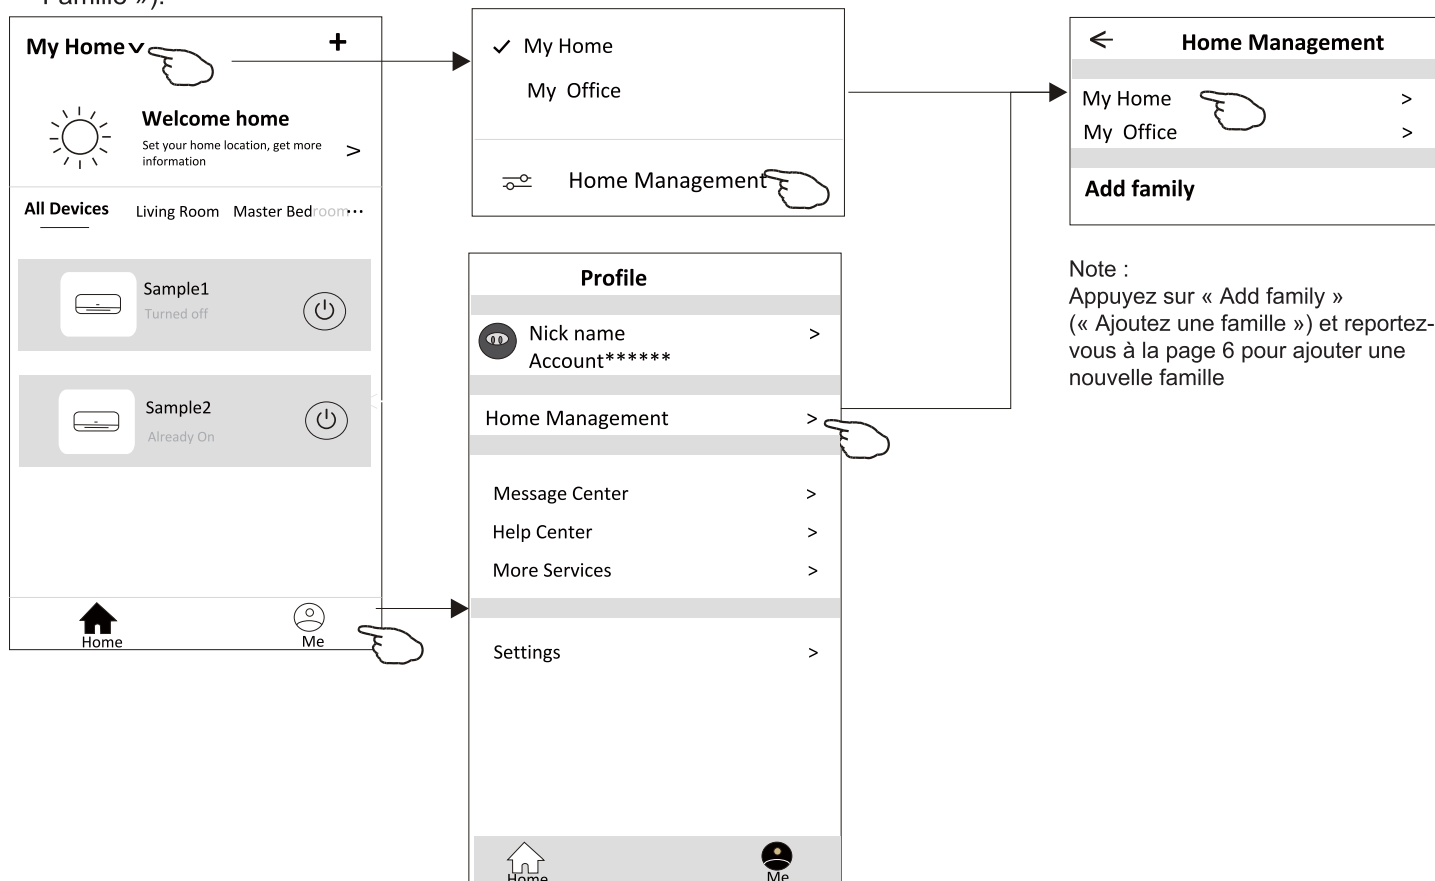 Famille »).
My Home
+
Welcome home
Set your home location, get more
information
>
All Devices Living Room Master Bedroom...
Sample1
Turned off
Sample2
Already On
Home
Me
✓ My Home
My Office
Home Management
Profile
Nick name >
Account******
Home Management >
Message Center >
Help Center >
More Services >
Settings >
Home
Me
Home Management
My Home >
My Office >
Add family
Note :
Appuyez sur « Add family »
(« Ajoutez une famille ») et reportez-
vous à la page 6 pour ajouter une
nouvelle famille